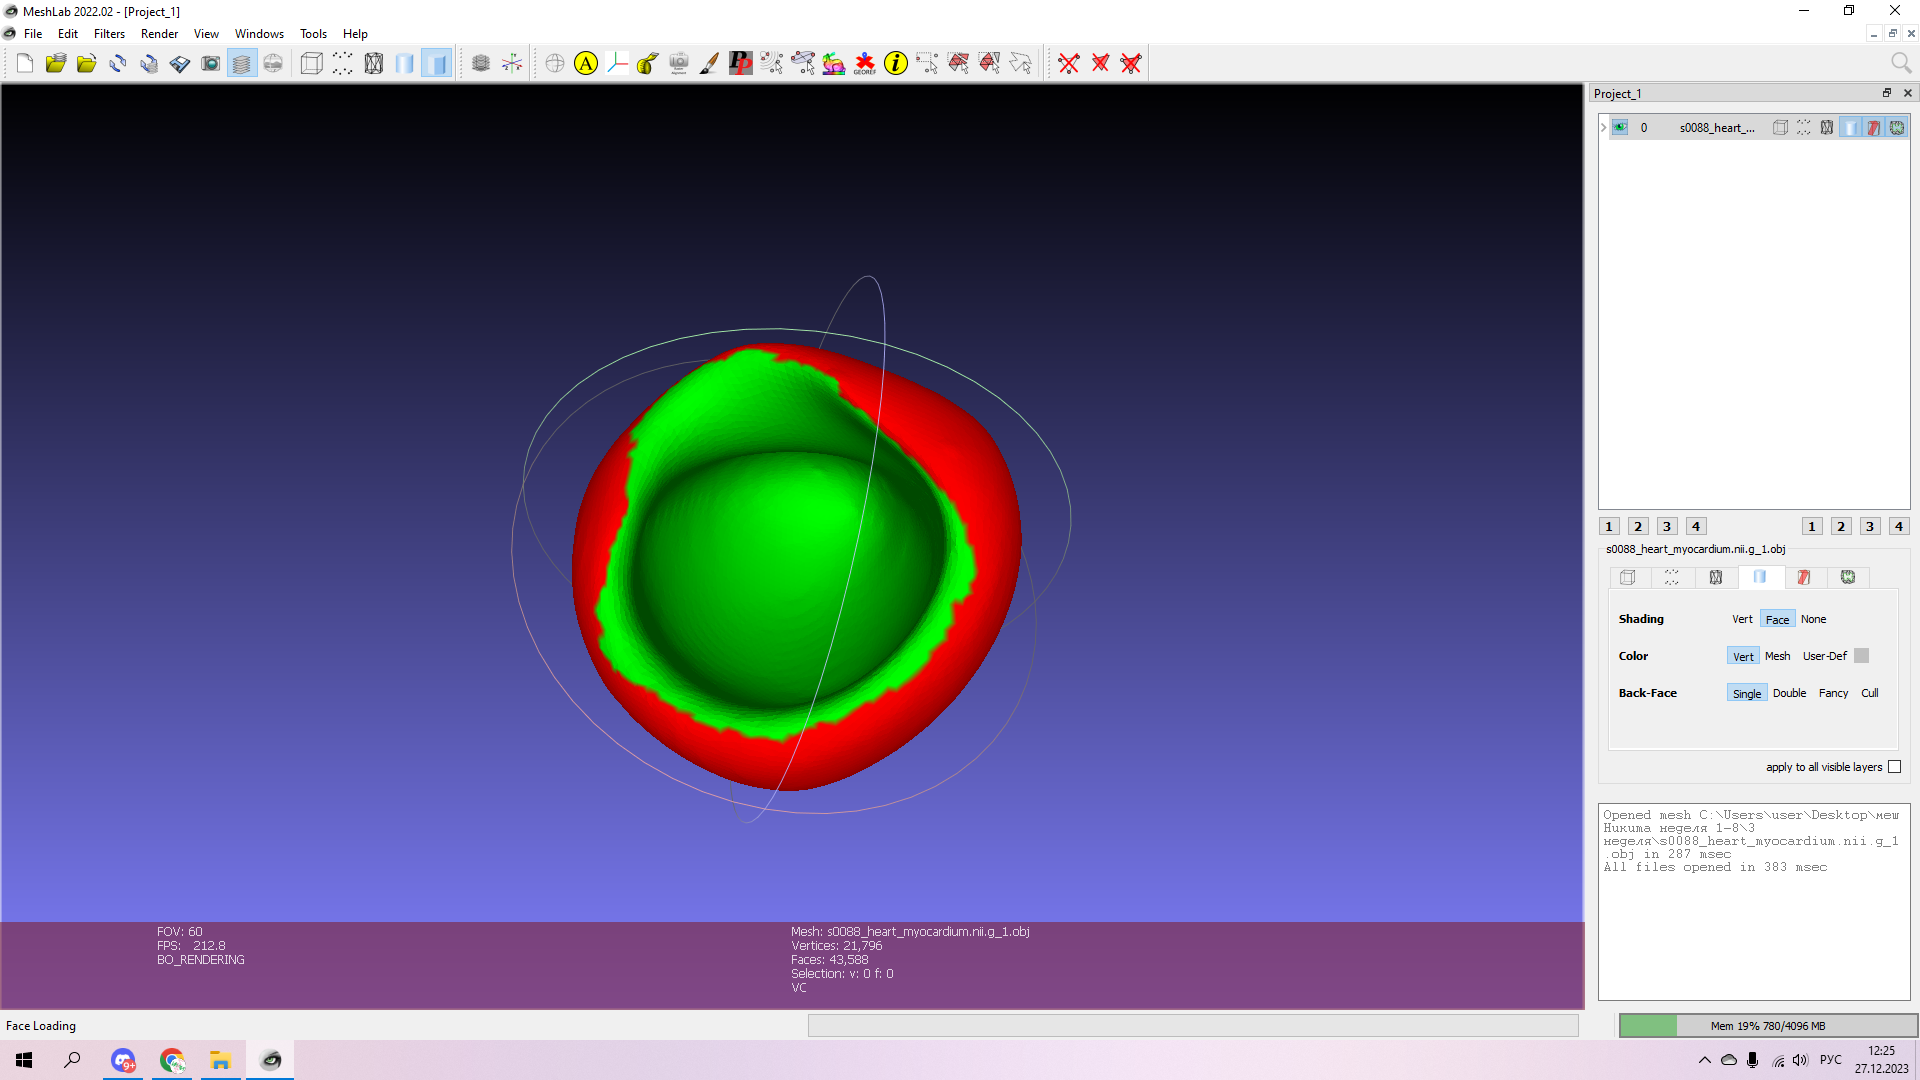 MeshLab 2022.02 - [Project_1]
File Edit Filters Render View Windows Tools Help
A
PP
GEOREF
i
Project_1
0 s0088_heart_...
1 2 3 4 1 2 3 4
s0088_heart_myocardium.nii.g_1.obj
Shading Vert Face None
Color Vert Mesh User-Def
Back-Face Single Double Fancy Cull
apply to all visible layers
Opened mesh C:\Users\user\Desktop\меш
Никита неделя 1-8\3
неделя\s0088_heart_myocardium.nii.g_1
.obj in 287 msec
All files opened in 383 msec
FOV: 60
FPS: 212.8
BO_RENDERING
Mesh: s0088_heart_myocardium.nii.g_1.obj
Vertices: 21,796
Faces: 43,588
Selection: v: 0 f: 0
VC
Face Loading
Mem 19% 780/4096 MB
9+
РУС
12:25
27.12.2023